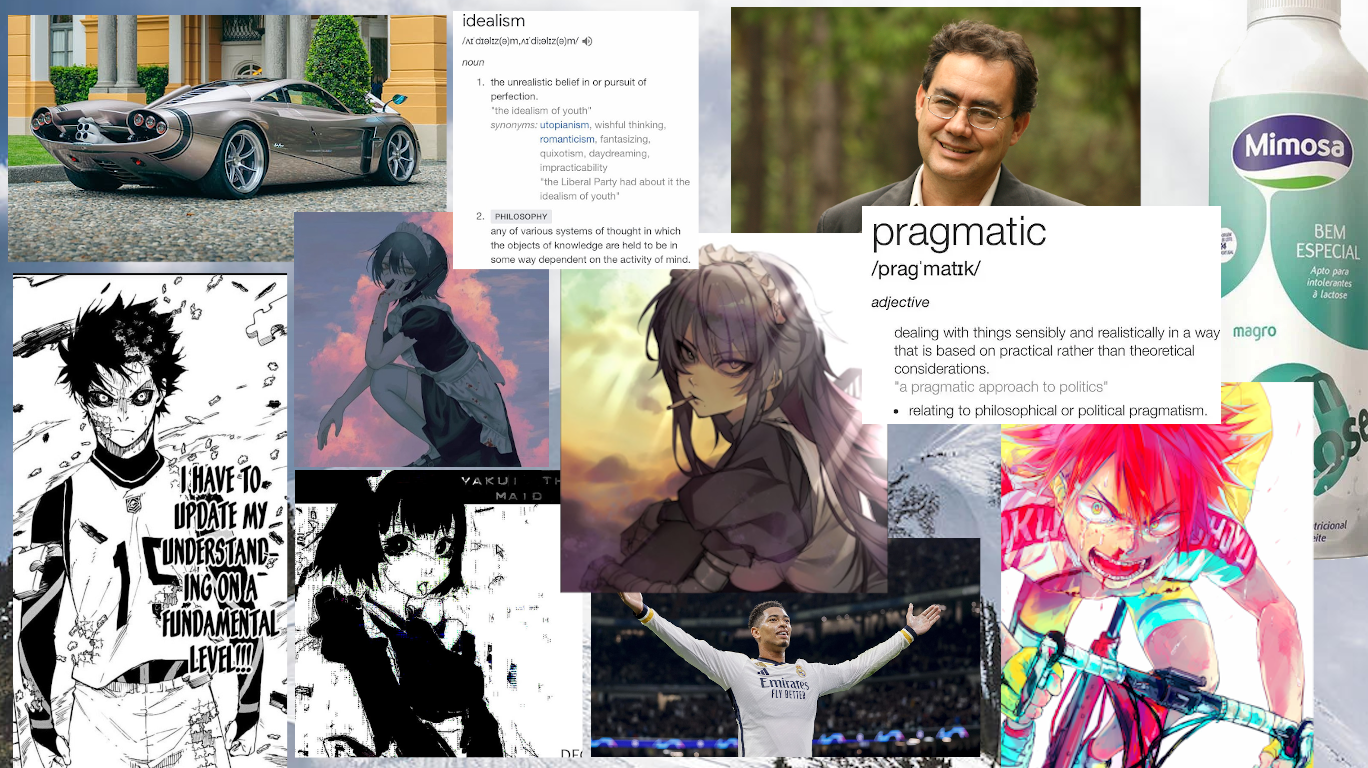 idealism
/ʌɪˈdɪəlɪz(ə)m,ʌɪˈdiːəlɪz(ə)m/
noun
1. the unrealistic belief in or pursuit of
perfection.
"the idealism of youth"
synonyms: utopianism, wishful thinking,
romanticism, fantasizing,
quixotism, daydreaming,
impracticability
"the Liberal Party had about it the
idealism of youth"
2. PHILOSOPHY
any of various systems of thought in which
the objects of knowledge are held to be in
some way dependent on the activity of mind.
pragmatic
/praɡˈmatɪk/
adjective
dealing with things sensibly and realistically in a way
that is based on practical rather than theoretical
considerations.
"a pragmatic approach to politics"
• relating to philosophical or political pragmatism.
Mimosa
BEM
ESPECIAL
Apto para
intolerantes
à lactose
magro
I HAVE TO
UPDATE MY
UNDERSTAND-
ING ON A
FUNDAMENTAL
LEVEL!!!
15
YAKUI TH
MAID
Emirates
FLY BETTER